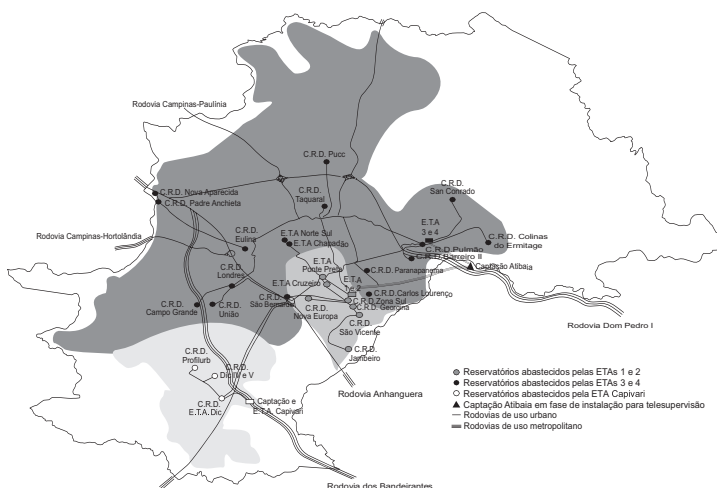 Rodovia Campinas-Paulínia
C.R.D. Pucc
C.R.D. Nova Aparecida
C.R.D. Padre Anchieta
C.R.D.
Taquaral
C.R.D.
San Conrado
Rodovia Campinas-Hortolândia
C.R.D.
Eulina
E.T.A Norte Sul
E.T.A Chapadão
E.T.A
3 e 4
C.R.D. Colinas
do Ermitage
C.R.D. Pulmão
C.R.D. Barreiro II
Captação Atibaia
C.R.D.
Londres
E.T.A
Ponte Preta
E.T.A Cruzeiro
E.T.A
1 e 2
C.R.D. Paranapanema
C.R.D.
Campo Grande
C.R.D.
União
C.R.D.
São Bernardo
C.R.D.
Nova Europa
C.R.D. Carlos Lourenço
C.R.D. Zona Sul
C.R.D. Georgina
C.R.D.
São Vicente
C.R.D.
Jambeiro
Rodovia Dom Pedro I
C.R.D.
Profilurb
C.R.D.
Dic IV e V
C.R.D.
E.T.A. Dic
Captação e
E.T.A. Capivari
Rodovia Anhanguera
Rodovia dos Bandeirantes
Reservatórios abastecidos pelas ETAs 1 e 2
Reservatórios abastecidos pelas ETAs 3 e 4
Reservatórios abastecidos pela ETA Capivari
Captação Atibaia em fase de instalação para telesupervisão
Rodovias de uso urbano
Rodovias de uso metropolitano